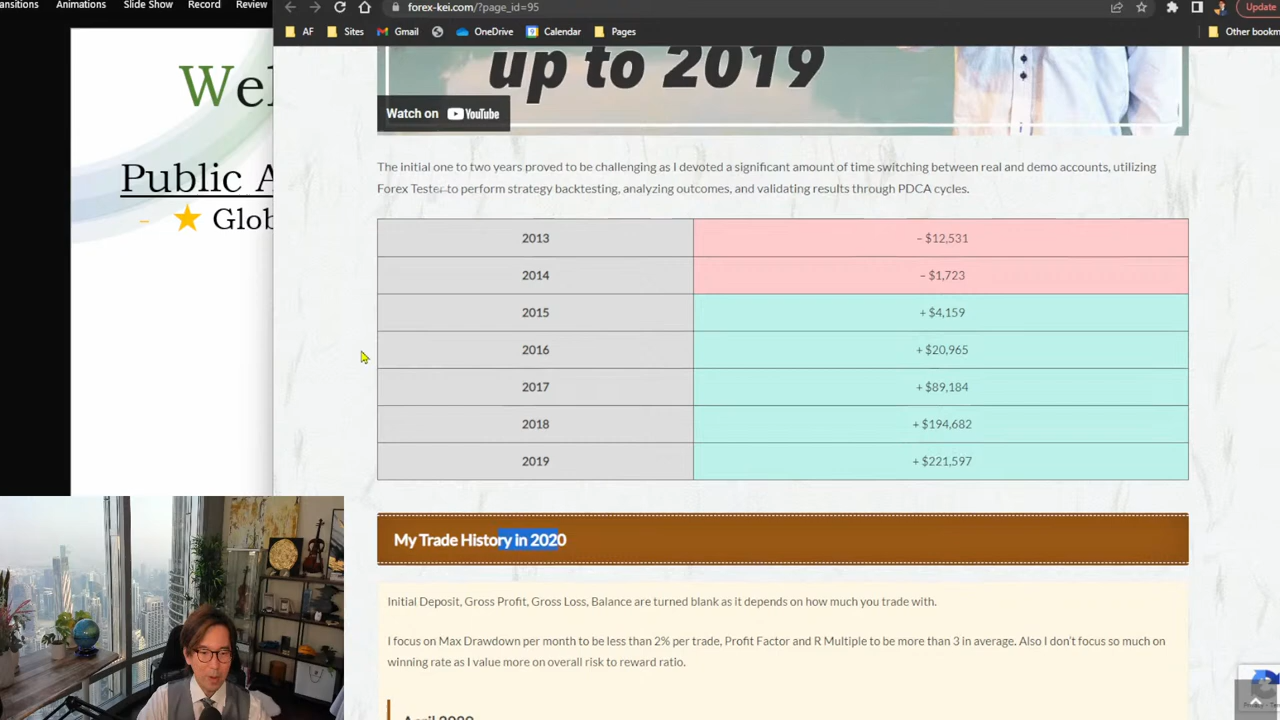 Animations
Slide Show
Record
Review
forex-kei.com/?page_id=95
Update
AF
Sites
Gmail
OneDrive
Calendar
Pages
Other bookm
up to 2019
Watch on YouTube
The initial one to two years proved to be challenging as I devoted a significant amount of time switching between real and demo accounts, utilizing
Forex Tester to perform strategy backtesting, analyzing outcomes, and validating results through PDCA cycles.
Public A
Glob
2013 – $12,531
2014 – $1,723
2015 + $4,159
2016 + $20,965
2017 + $89,184
2018 + $194,682
2019 + $221,597
My Trade History in 2020
Initial Deposit, Gross Profit, Gross Loss, Balance are turned blank as it depends on how much you trade with.
I focus on Max Drawdown per month to be less than 2% per trade, Profit Factor and R Multiple to be more than 3 in average. Also I don't focus so much on
winning rate as I value more on overall risk to reward ratio.
April 2020